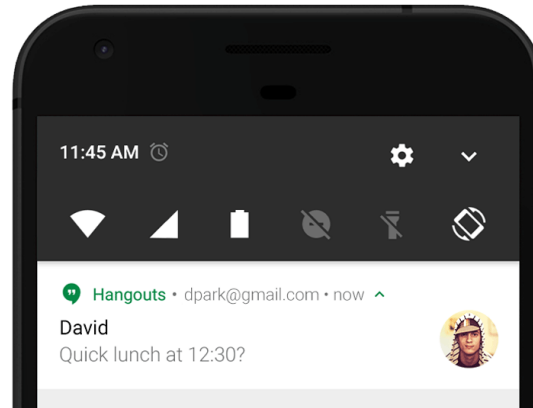 11:45 AM
Hangouts • dpark@gmail.com • now
David
Quick lunch at 12:30?